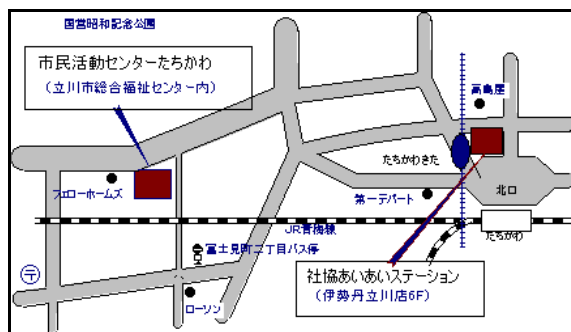 国営昭和記念公園
市民活動センターたちかわ
(立川市総合福祉センター内)
高島屋
たちかわきた
フェローホームズ
第一デパート
北口
JR青梅線
たちかわ
富士見町二丁目バス停
〒
社協あいあいステーション
(伊勢丹立川店6F)
ローソン